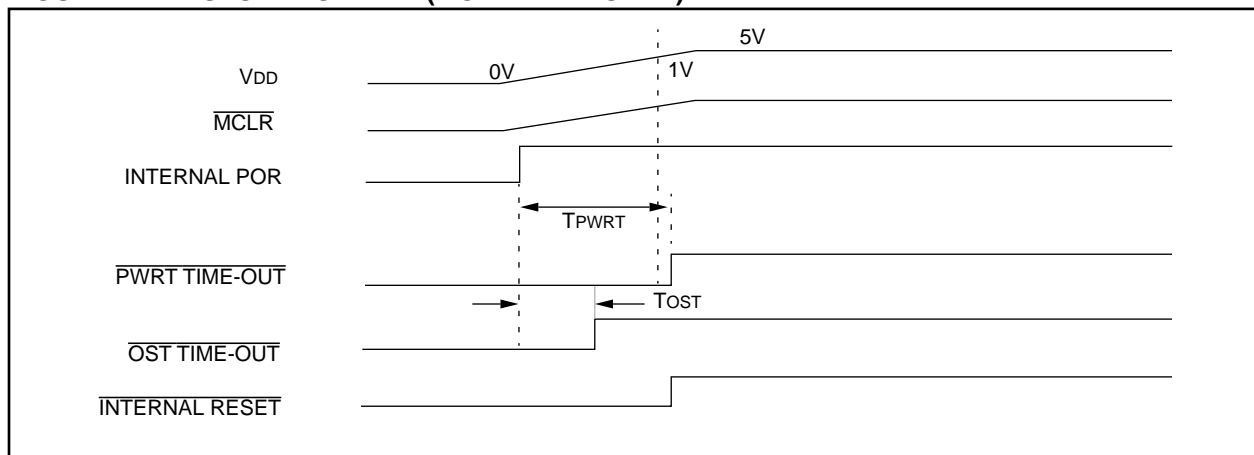 5V
VDD 0V 1V
MCLR
INTERNAL POR
TPWRT
PWRT TIME-OUT
TOST
OST TIME-OUT
INTERNAL RESET